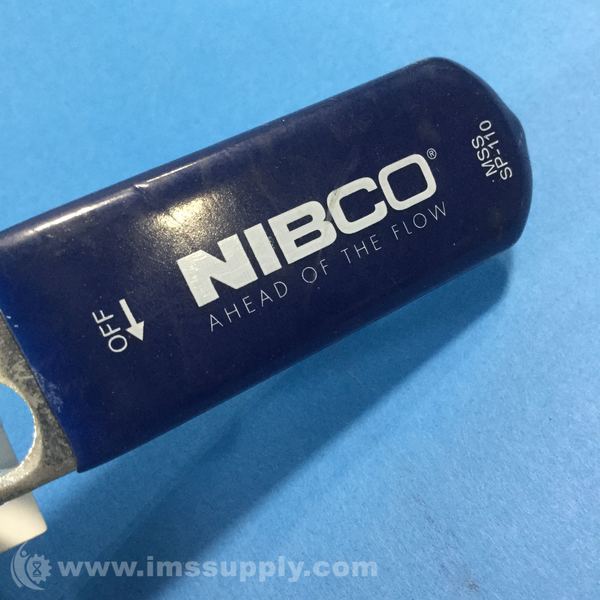 NIBCO®
AHEAD OF THE FLOW
MSS
SP-110
OFF
www.imssupply.com